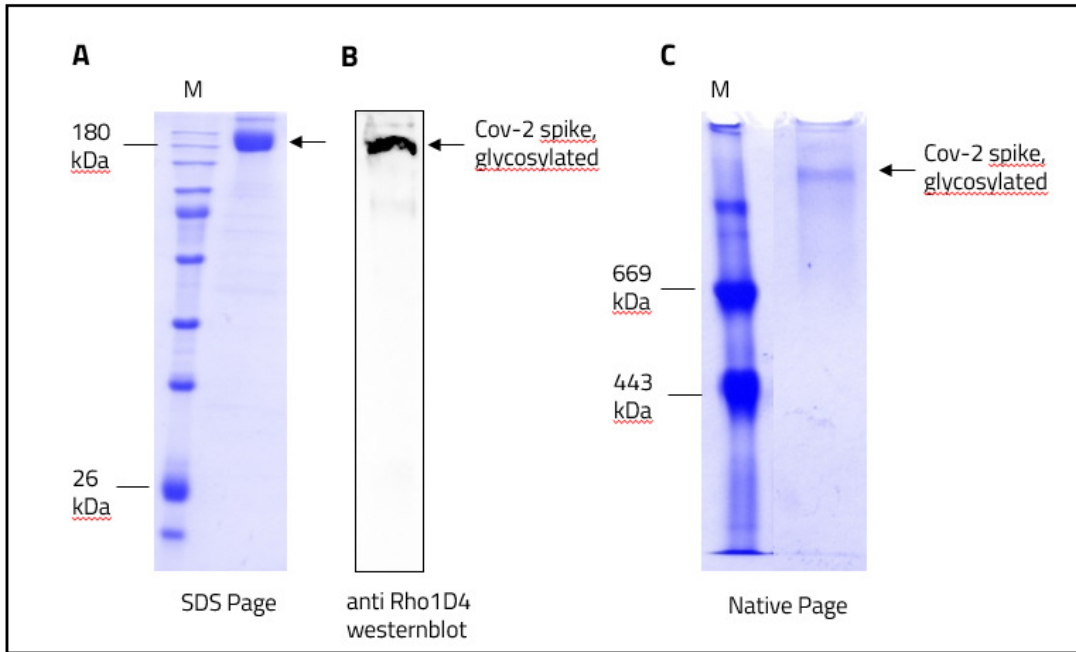 A
M
180
kDa
26
kDa
SDS Page
B
Cov-2 spike,
glycosylated
anti Rho1D4
westernblot
C
M
669
kDa
443
kDa
Cov-2 spike,
glycosylated
Native Page